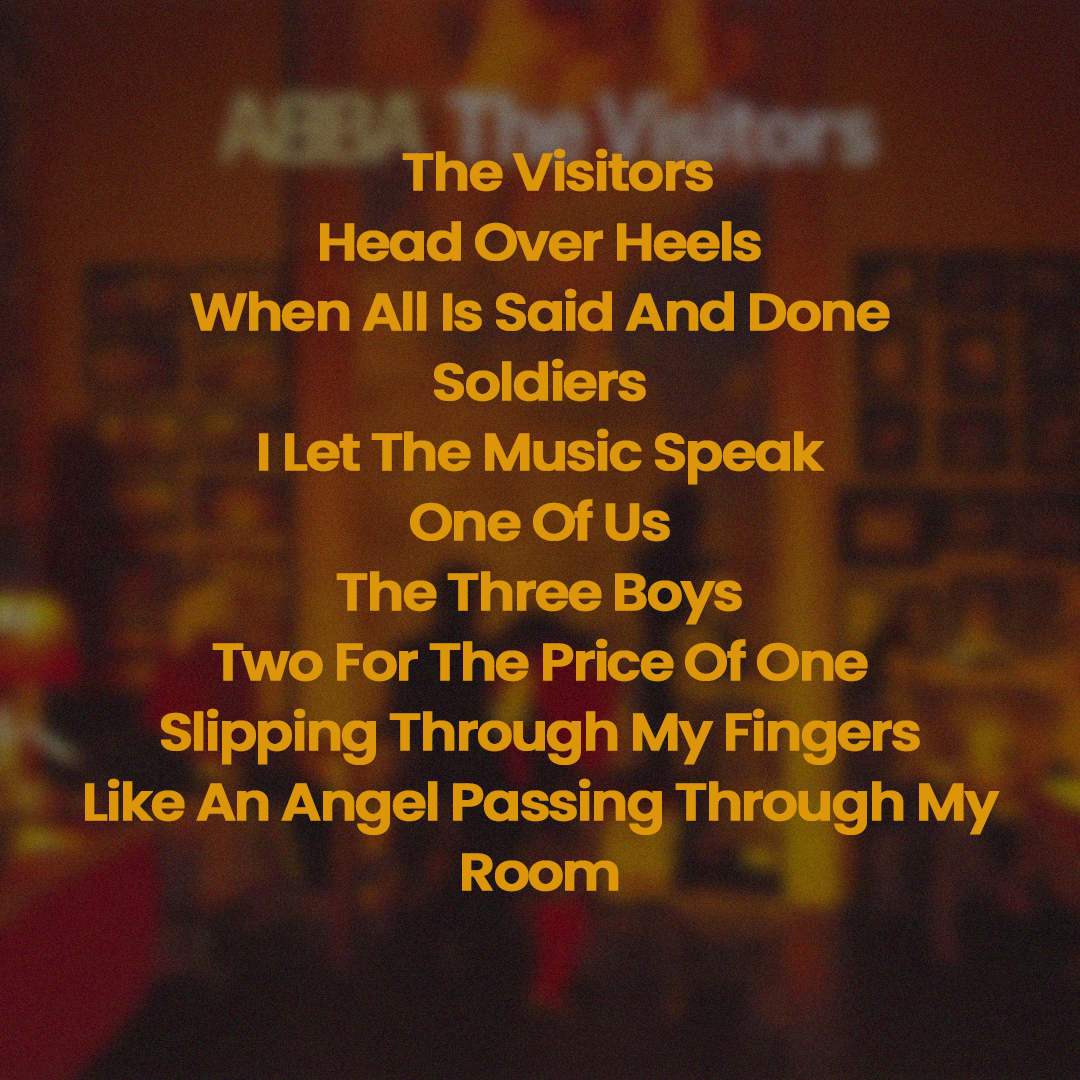 ABBA The Visitors
The Visitors
Head Over Heels
When All Is Said And Done
Soldiers
I Let The Music Speak
One Of Us
The Three Boys
Two For The Price Of One
Slipping Through My Fingers
Like An Angel Passing Through My
Room